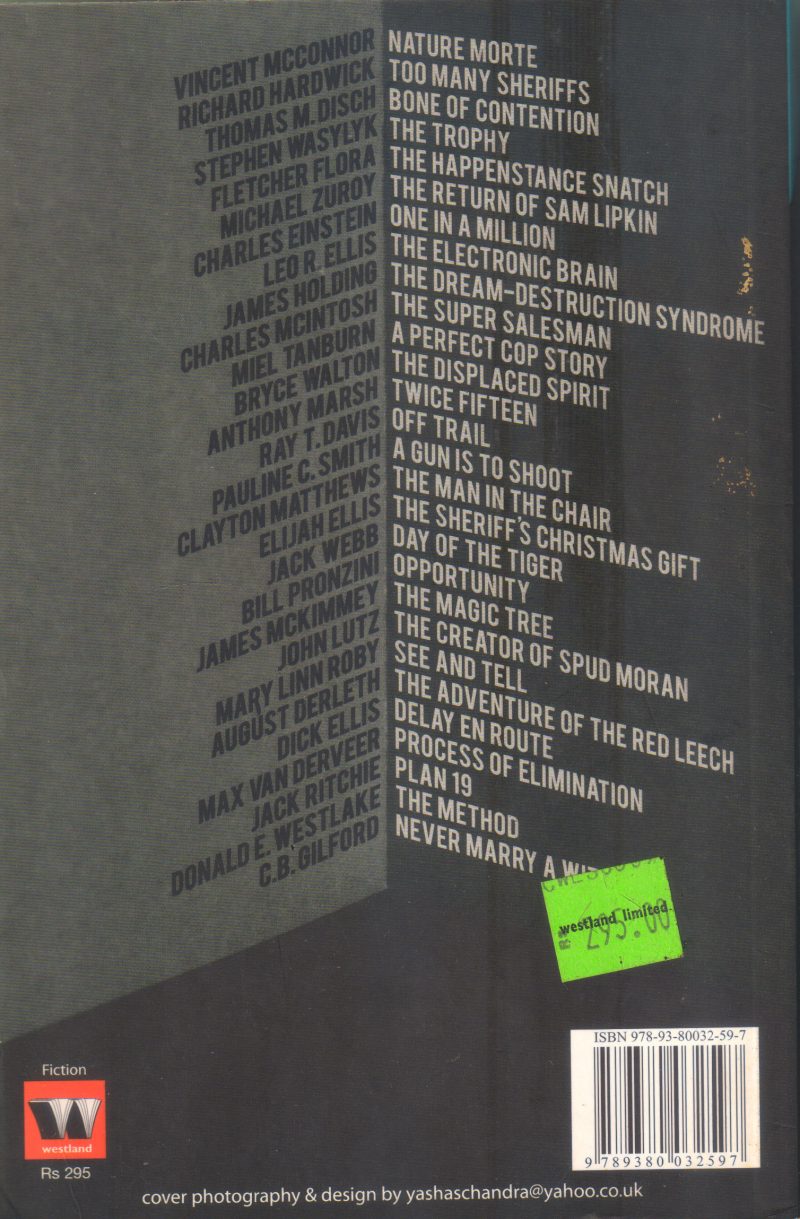 VINCENT MCCONNOR NATURE MORTE
RICHARD HARDWICK TOO MANY SHERIFFS
THOMAS M. DISCH BONE OF CONTENTION
STEPHEN WASYLYK THE TROPHY
FLETCHER FLORA THE HAPPENSTANCE SNATCH
MICHAEL ZUROY THE RETURN OF SAM LIPKIN
CHARLES EINSTEIN ONE IN A MILLION
LEO R. ELLIS THE ELECTRONIC BRAIN
JAMES HOLDING THE DREAM-DESTRUCTION SYNDROME
CHARLES MCINTOSH THE SUPER SALESMAN
MIEL TANBURN A PERFECT COP STORY
BRYCE WALTON THE DISPLACED SPIRIT
ANTHONY MARSH TWICE FIFTEEN
RAY T. DAVIS OFF TRAIL
PAULINE C. SMITH A GUN IS TO SHOOT
CLAYTON MATTHEWS THE MAN IN THE CHAIR
ELIJAH ELLIS THE SHERIFF'S CHRISTMAS GIFT
JACK WEBB DAY OF THE TIGER
BILL PRONZINI OPPORTUNITY
JAMES MCKIMMEY THE MAGIC TREE
JOHN LUTZ THE CREATOR OF SPUD MORAN
MARY LINN ROBY SEE AND TELL
AUGUST DERLETH THE ADVENTURE OF THE RED LEECH
DICK ELLIS DELAY EN ROUTE
MAX VAN DERVEER PROCESS OF ELIMINATION
JACK RITCHIE PLAN 19
DONALD E. WESTLAKE THE METHOD
C.B. GILFORD NEVER MARRY A
westland limited
Rs 295.00
ISBN 978-93-80032-59-7
9 789380 032597
Fiction
westland
Rs 295
cover photography & design by yashaschandra@yahoo.co.uk